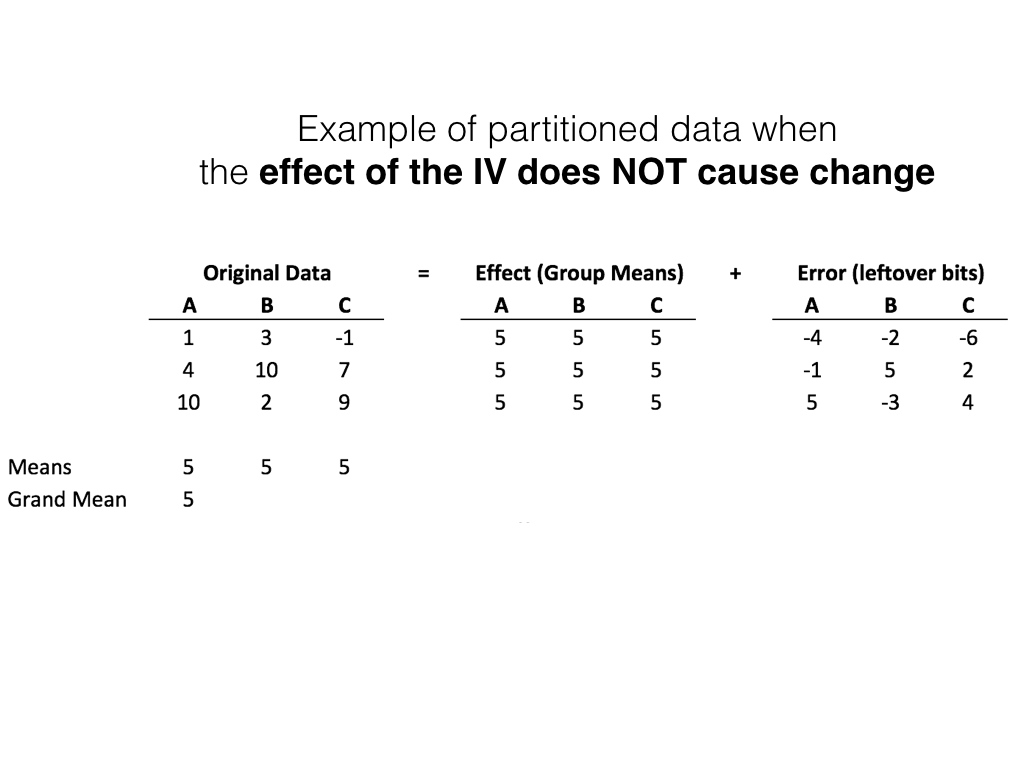 Example of partitioned data when
the effect of the IV does NOT cause change
Original Data = Effect (Group Means) + Error (leftover bits)
A B C A B C A B C
1 3 -1 5 5 5 -4 -2 -6
4 10 7 5 5 5 -1 5 2
10 2 9 5 5 5 5 -3 4
Means 5 5 5
Grand Mean 5